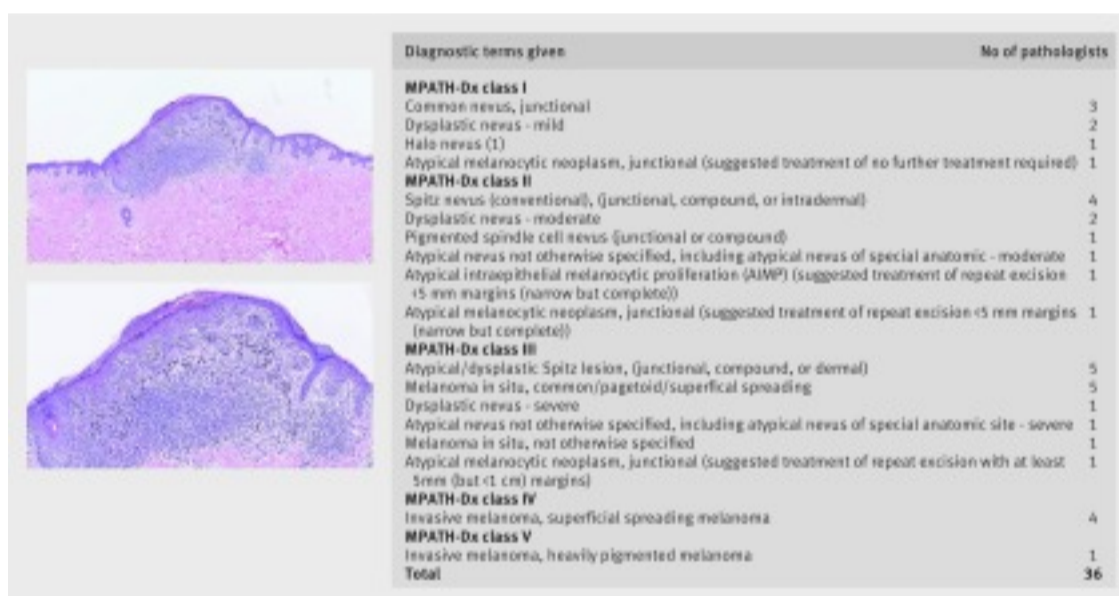 Diagnostic terms given No of pathologists
MPATH-Dx class I
Common nevus, junctional 3
Dysplastic nevus - mild 2
Halo nevus (1) 1
Atypical melanocytic neoplasm, junctional (suggested treatment of no further treatment required) 1
MPATH-Dx class II
Spitz nevus (conventional), (junctional, compound, or intradermal) 4
Dysplastic nevus - moderate 2
Pigmented spindle cell nevus (junctional or compound) 1
Atypical nevus not otherwise specified, including atypical nevus of special anatomic - moderate 1
Atypical intraepithelial melanocytic proliferation (AIMP) (suggested treatment of repeat excision 1
<5 mm margins (narrow but complete))
Atypical melanocytic neoplasm, junctional (suggested treatment of repeat excision <5 mm margins 1
(narrow but complete))
MPATH-Dx class III
Atypical/dysplastic Spitz lesion, (junctional, compound, or dermal) 5
Melanoma in situ, common/pagetoid/superfical spreading 5
Dysplastic nevus - severe 1
Atypical nevus not otherwise specified, including atypical nevus of special anatomic site - severe 1
Melanoma in situ, not otherwise specified 1
Atypical melanocytic neoplasm, junctional (suggested treatment of repeat excision with at least 1
5mm (but <1 cm) margins)
MPATH-Dx class IV
Invasive melanoma, superficial spreading melanoma 4
MPATH-Dx class V
Invasive melanoma, heavily pigmented melanoma 1
Total 36